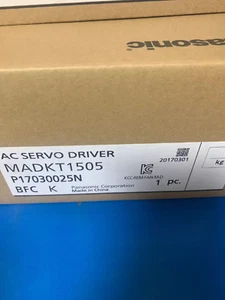 asonic
AC SERVO DRIVER
20170301
MADKT1505
P17030025N
1 pc.
kg
BFC K
Panasonic Corporation
Made in China